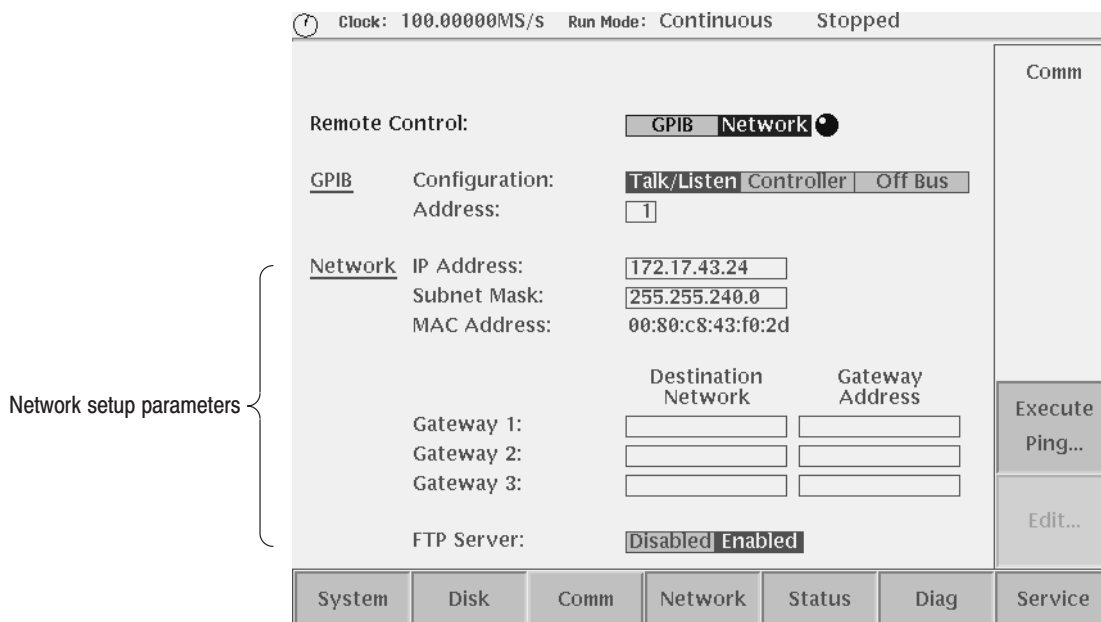 Clock: 100.00000MS/s Run Mode: Continuous Stopped
Comm
Remote Control: GPIB Network
GPIB Configuration: Talk/Listen Controller Off Bus
Address: 1
Network IP Address: 172.17.43.24
Subnet Mask: 255.255.240.0
MAC Address: 00:80:c8:43:f0:2d
Network setup parameters
Destination Network Gateway Address
Gateway 1:
Gateway 2:
Gateway 3:
Execute Ping...
Edit...
FTP Server: Disabled Enabled
System Disk Comm Network Status Diag Service